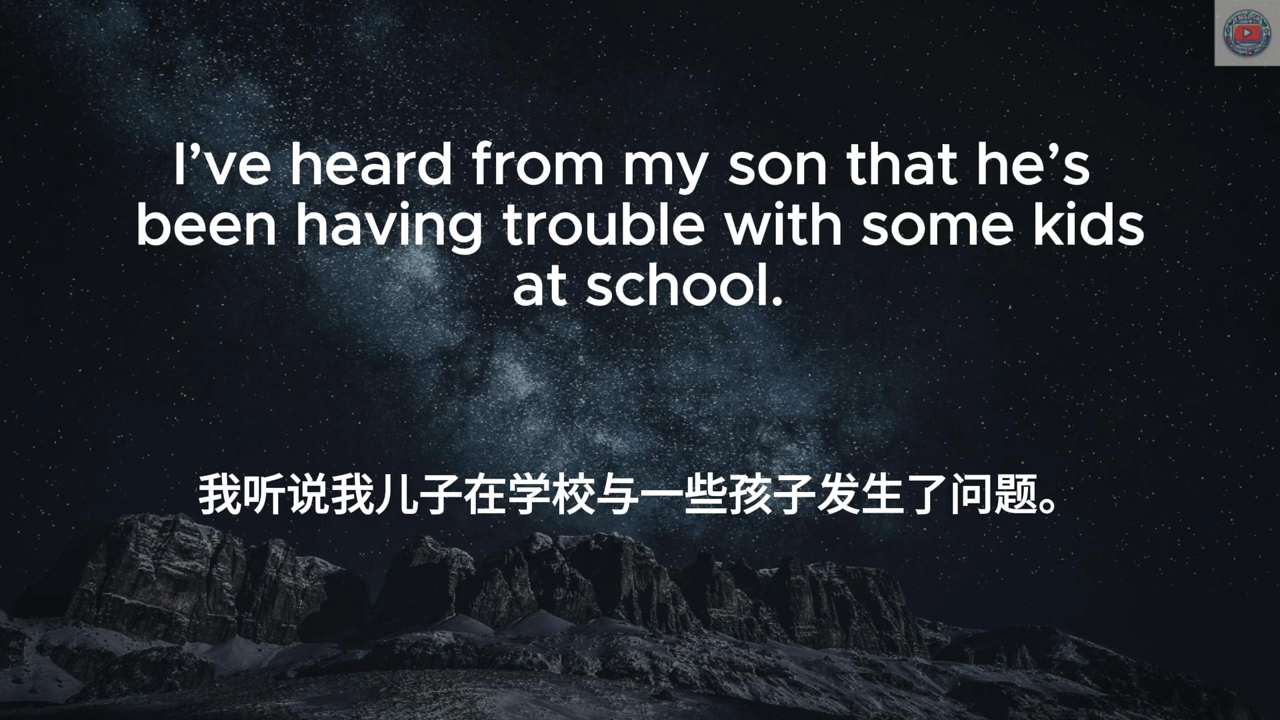 I’ve heard from my son that he’s
been having trouble with some kids
at school.
我听说我儿子在学校与一些孩子发生了问题。